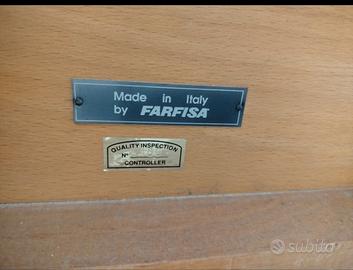 Made in Italy
by FARFISA
QUALITY INSPECTION
N°
CONTROLLER
subito